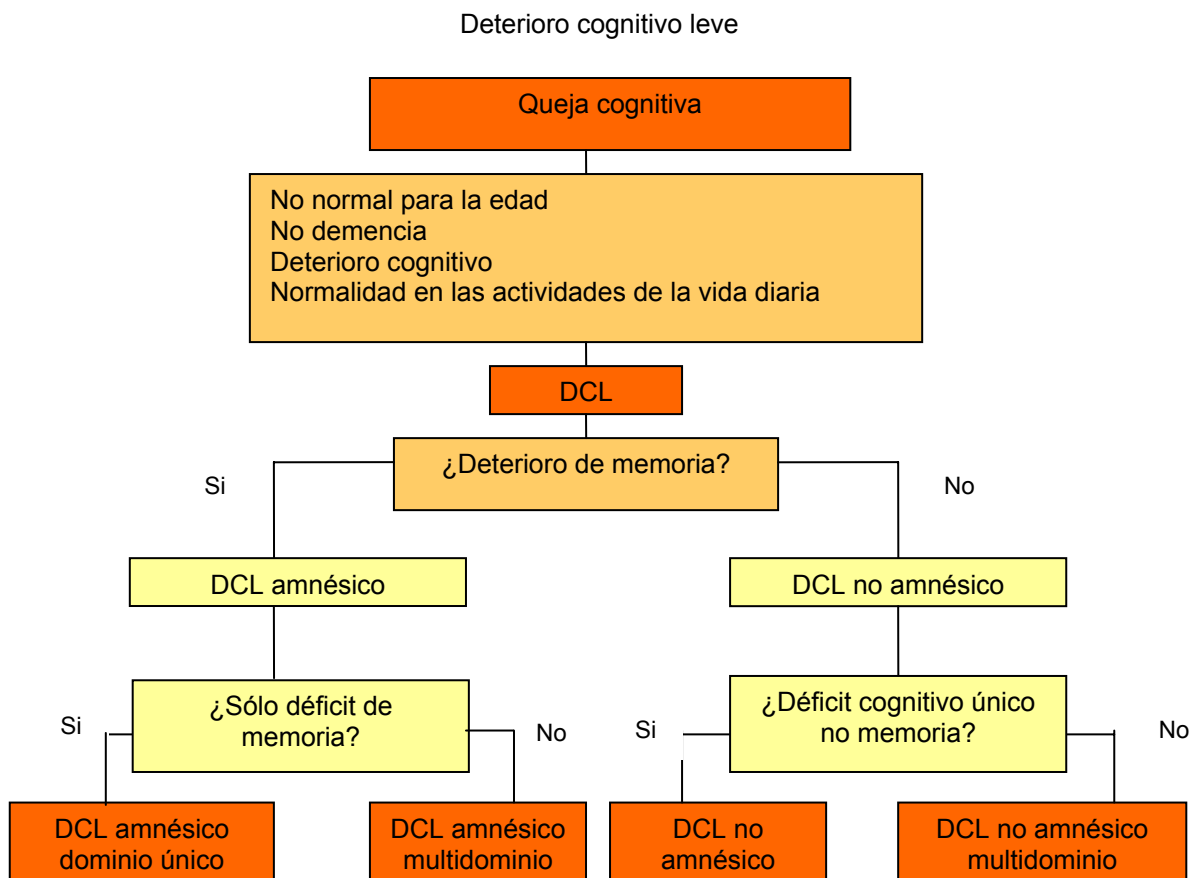 Deterioro cognitivo leve
Queja cognitiva
No normal para la edad
No demencia
Deterioro cognitivo
Normalidad en las actividades de la vida diaria
DCL
¿Deterioro de memoria?
Si
No
DCL amnésico
DCL no amnésico
¿Sólo déficit de
memoria?
¿Déficit cognitivo único
no memoria?
Si
No
Si
No
DCL amnésico
dominio único
DCL amnésico
multidominio
DCL no
amnésico
DCL no amnésico
multidominio